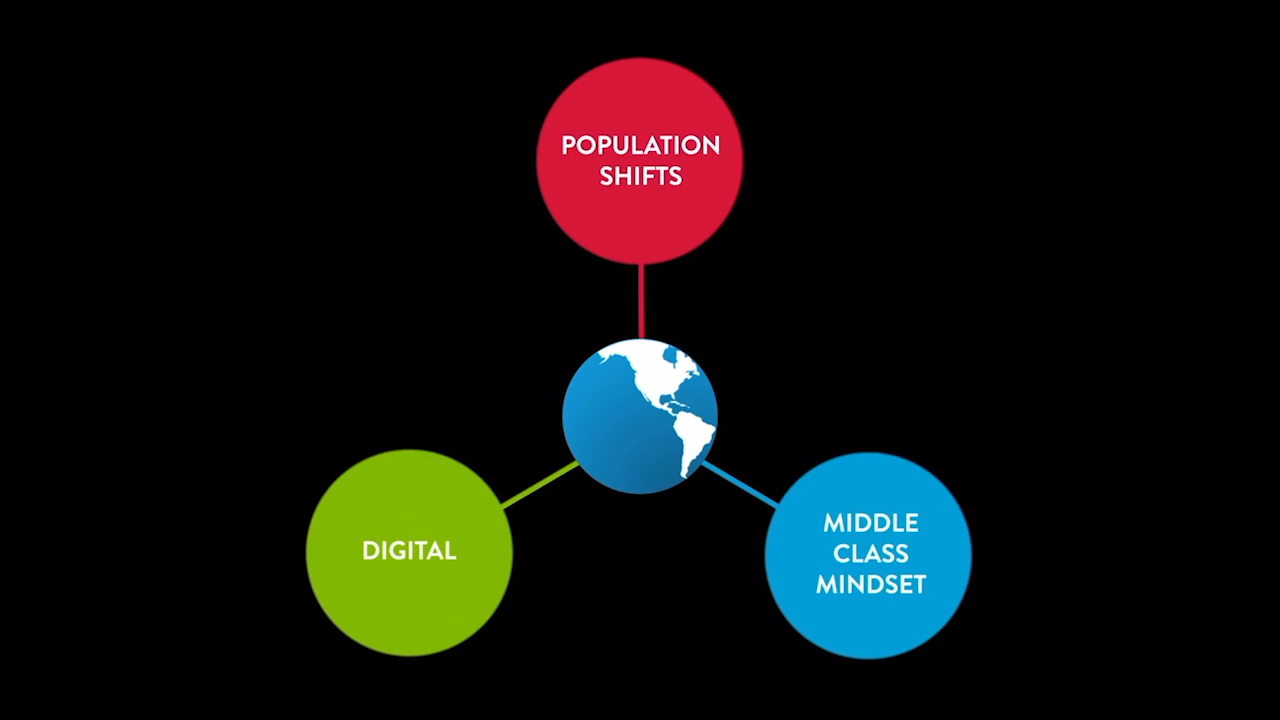 POPULATION
SHIFTS
DIGITAL
MIDDLE
CLASS
MINDSET